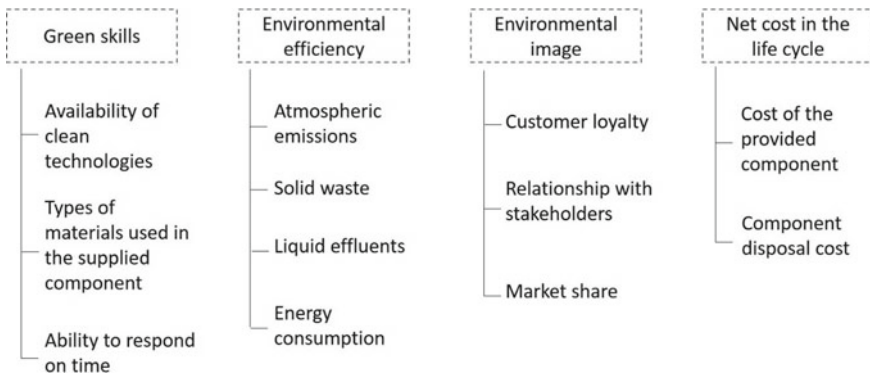 Green skills
Availability of
clean
technologies
Types of
materials used in
the supplied
component
Ability to respond
on time
Environmental
efficiency
Atmospheric
emissions
Solid waste
Liquid effluents
Energy
consumption
Environmental
image
Customer loyalty
Relationship with
stakeholders
Market share
Net cost in the
life cycle
Cost of the
provided
component
Component
disposal cost